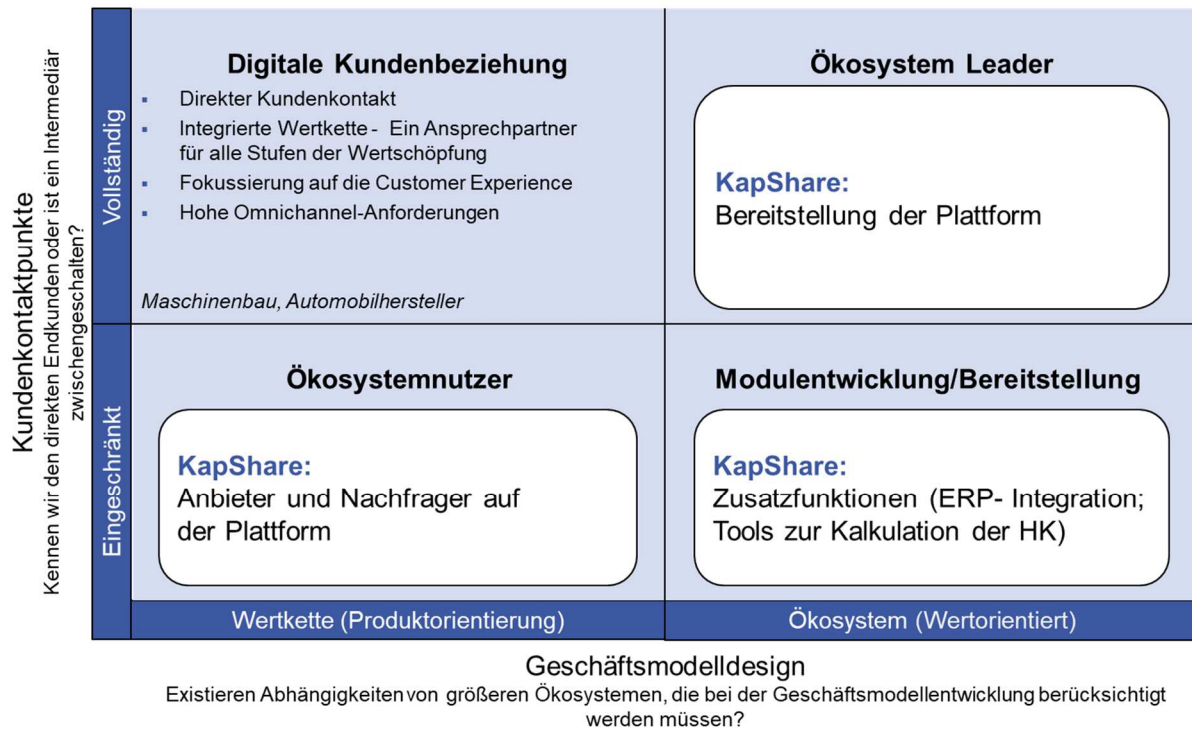 Kundenkontaktpunkte
Kennen wir den direkten Endkunden oder ist ein Intermediär
zwischengeschalten?
Vollständig
Digitale Kundenbeziehung
▪ Direkter Kundenkontakt
▪ Integrierte Wertkette - Ein Ansprechpartner
für alle Stufen der Wertschöpfung
▪ Fokussierung auf die Customer Experience
▪ Hohe Omnichannel-Anforderungen
Maschinenbau, Automobilhersteller
Ökosystem Leader
KapShare:
Bereitstellung der Plattform
Eingeschränkt
Ökosystemnutzer
KapShare:
Anbieter und Nachfrager auf
der Plattform
Modulentwicklung/Bereitstellung
KapShare:
Zusatzfunktionen (ERP- Integration;
Tools zur Kalkulation der HK)
Wertkette (Produktorientierung)
Ökosystem (Wertorientiert)
Geschäftsmodelldesign
Existieren Abhängigkeiten von größeren Ökosystemen, die bei der Geschäftsmodellentwicklung berücksichtigt
werden müssen?